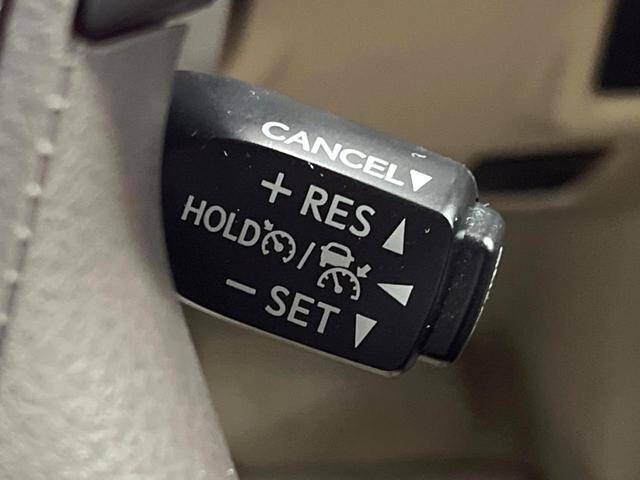 CANCEL▼
+ RES ▲
HOLD /
- SET ▼